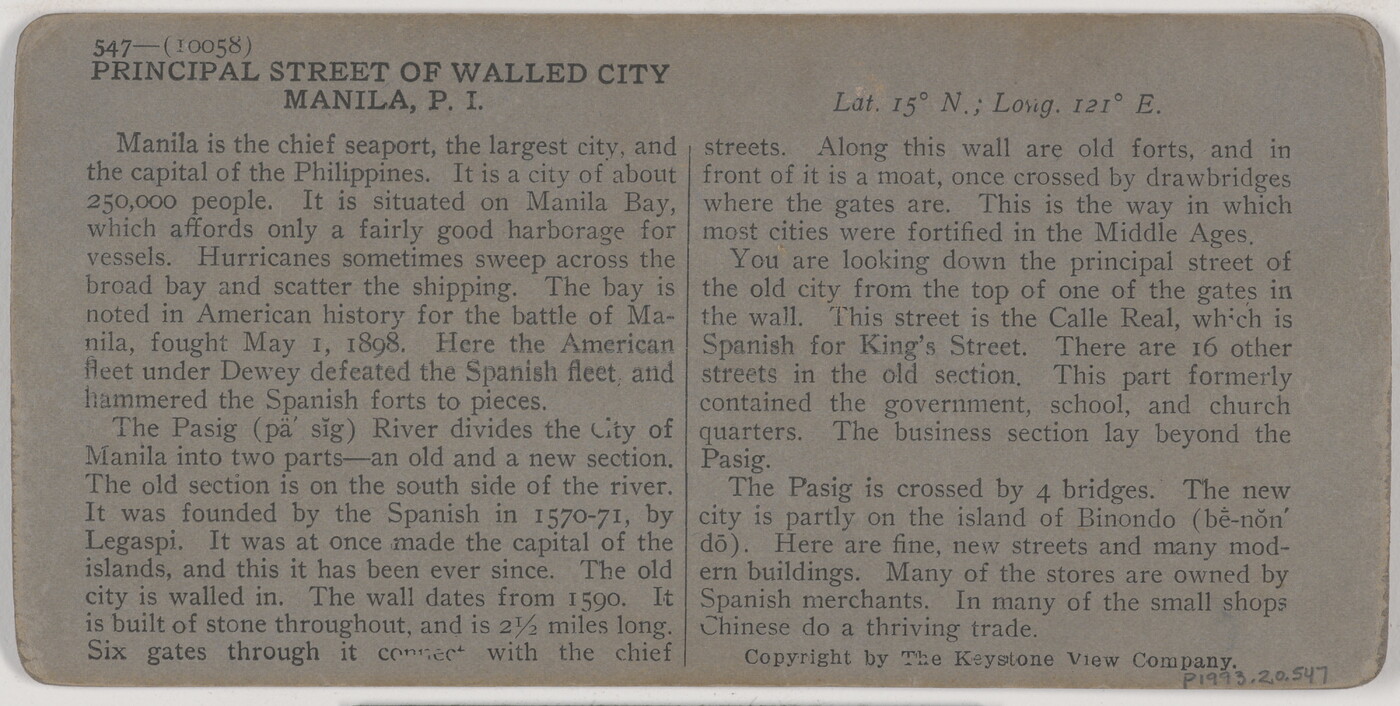 547—(10058)
PRINCIPAL STREET OF WALLED CITY
MANILA, P. I.
Lat. 15° N.; Long. 121° E.
Manila is the chief seaport, the largest city, and
the capital of the Philippines. It is a city of about
250,000 people. It is situated on Manila Bay,
which affords only a fairly good harborage for
vessels. Hurricanes sometimes sweep across the
broad bay and scatter the shipping. The bay is
noted in American history for the battle of Ma-
nila, fought May 1, 1898. Here the American
fleet under Dewey defeated the Spanish fleet, and
hammered the Spanish forts to pieces.
The Pasig (pä′ sĭg) River divides the City of
Manila into two parts—an old and a new section.
The old section is on the south side of the river.
It was founded by the Spanish in 1570-71, by
Legaspi. It was at once made the capital of the
islands, and this it has been ever since. The old
city is walled in. The wall dates from 1590. It
is built of stone throughout, and is 2½ miles long.
Six gates through it connect with the chief
streets. Along this wall are old forts, and in
front of it is a moat, once crossed by drawbridges
where the gates are. This is the way in which
most cities were fortified in the Middle Ages.
You are looking down the principal street of
the old city from the top of one of the gates in
the wall. This street is the Calle Real, which is
Spanish for King's Street. There are 16 other
streets in the old section. This part formerly
contained the government, school, and church
quarters. The business section lay beyond the
Pasig.
The Pasig is crossed by 4 bridges. The new
city is partly on the island of Binondo (bē̍-nŏn′
dō). Here are fine, new streets and many mod-
ern buildings. Many of the stores are owned by
Spanish merchants. In many of the small shops
Chinese do a thriving trade.
Copyright by The Keystone View Company.
P1993.20.547